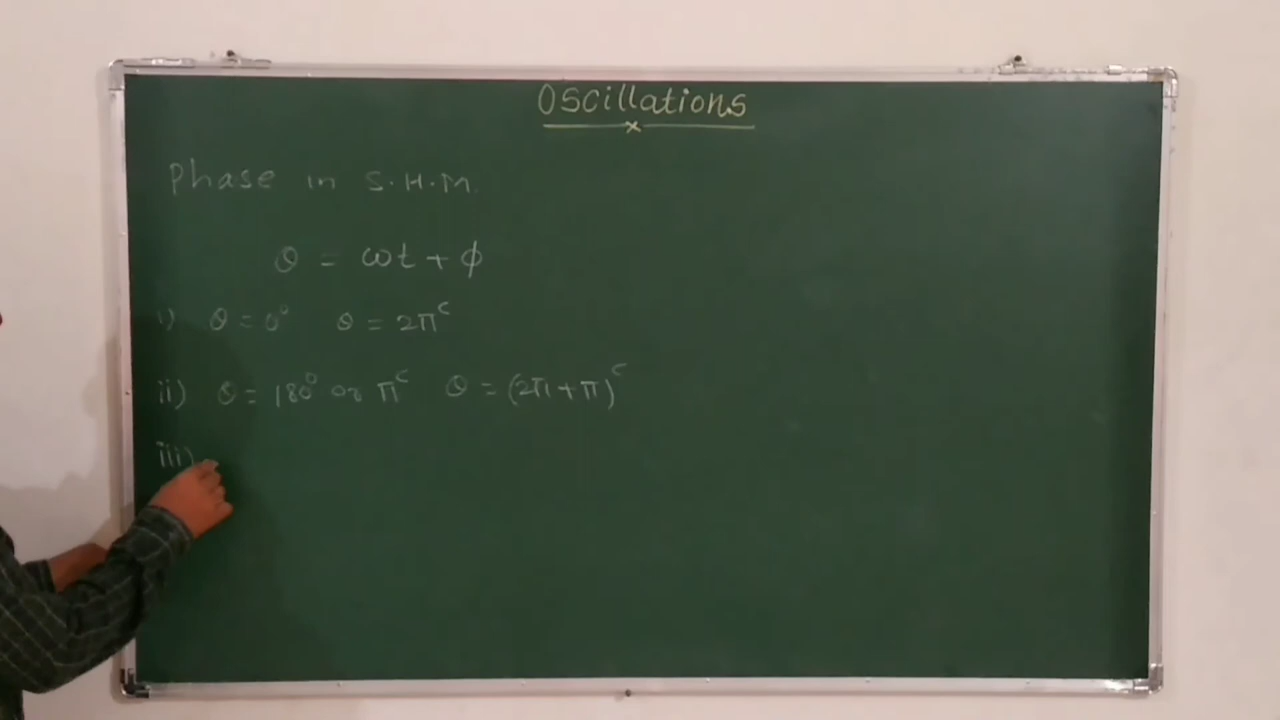 Oscillations
Phase in S.H.M.
θ = ωt + φ
i) θ = 0° θ = 2π^c
ii) θ = 180° or π^c θ = (2π + π)^c
iii)